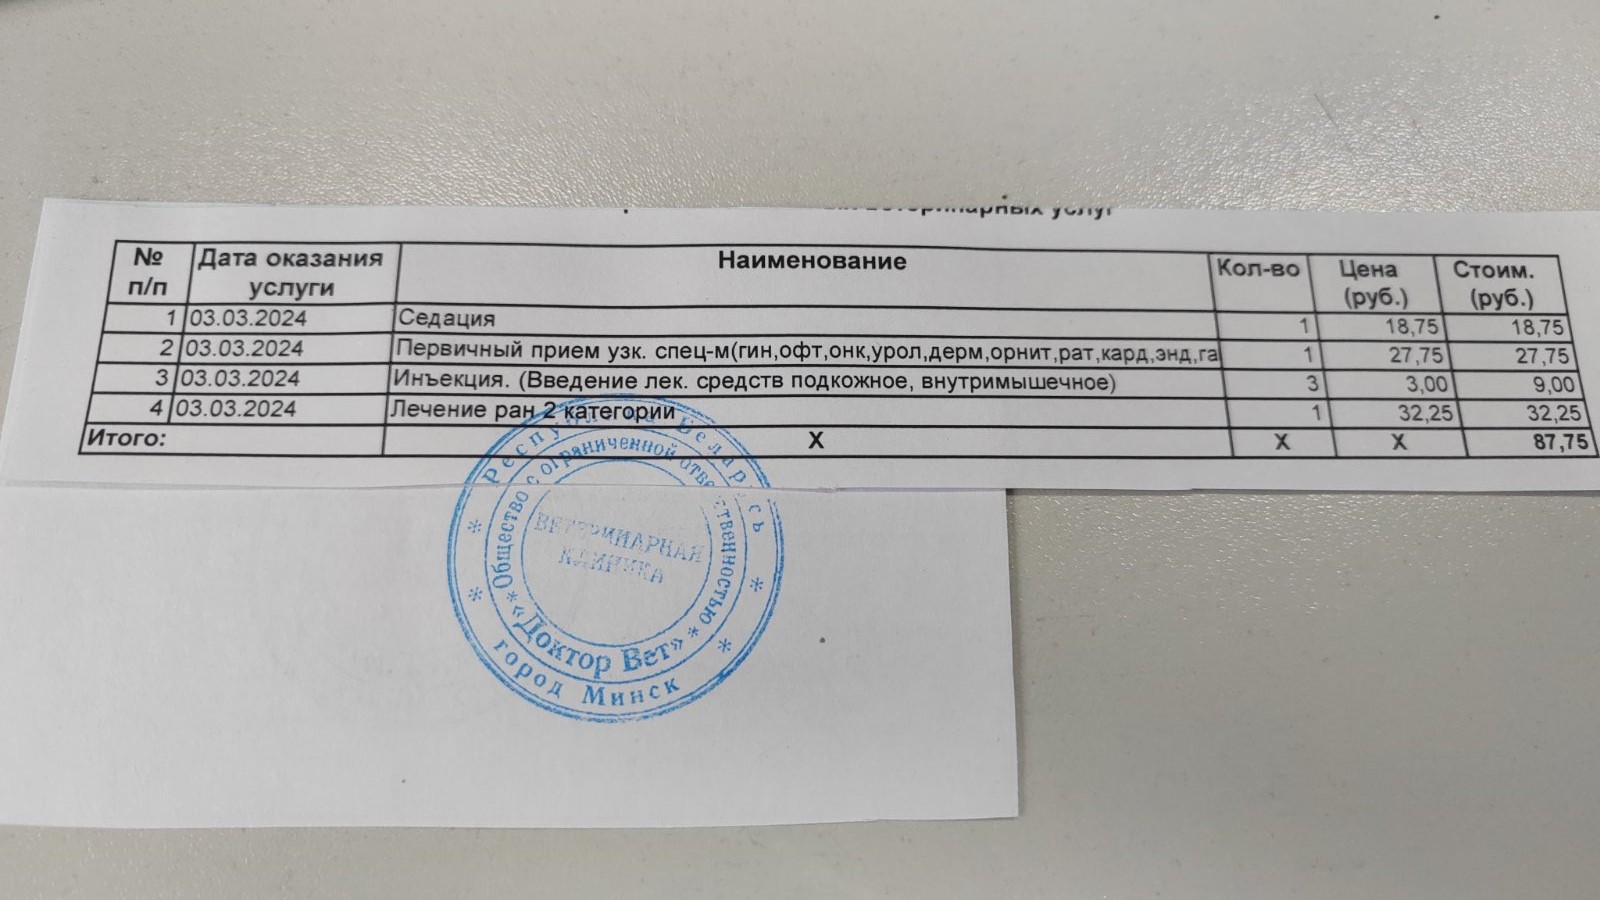 ветеринарных услуг
№ п/п Дата оказания услуги Наименование Кол-во Цена (руб.) Стоим. (руб.)
1 03.03.2024 Седация 1 18,75 18,75
2 03.03.2024 Первичный прием узк. спец-м(гин,офт,онк,урол,дерм,орнит,рат,кард,энд,га 1 27,75 27,75
3 03.03.2024 Инъекция. (Введение лек. средств подкожное, внутримышечное) 3 3,00 9,00
4 03.03.2024 Лечение ран 2 категории 1 32,25 32,25
Итого: X X X 87,75
Республика Беларусь
Общество с ограниченной ответственностью
ВЕТЕРИНАРНАЯ
КЛИНИКА
«Доктор Вет»
город Минск